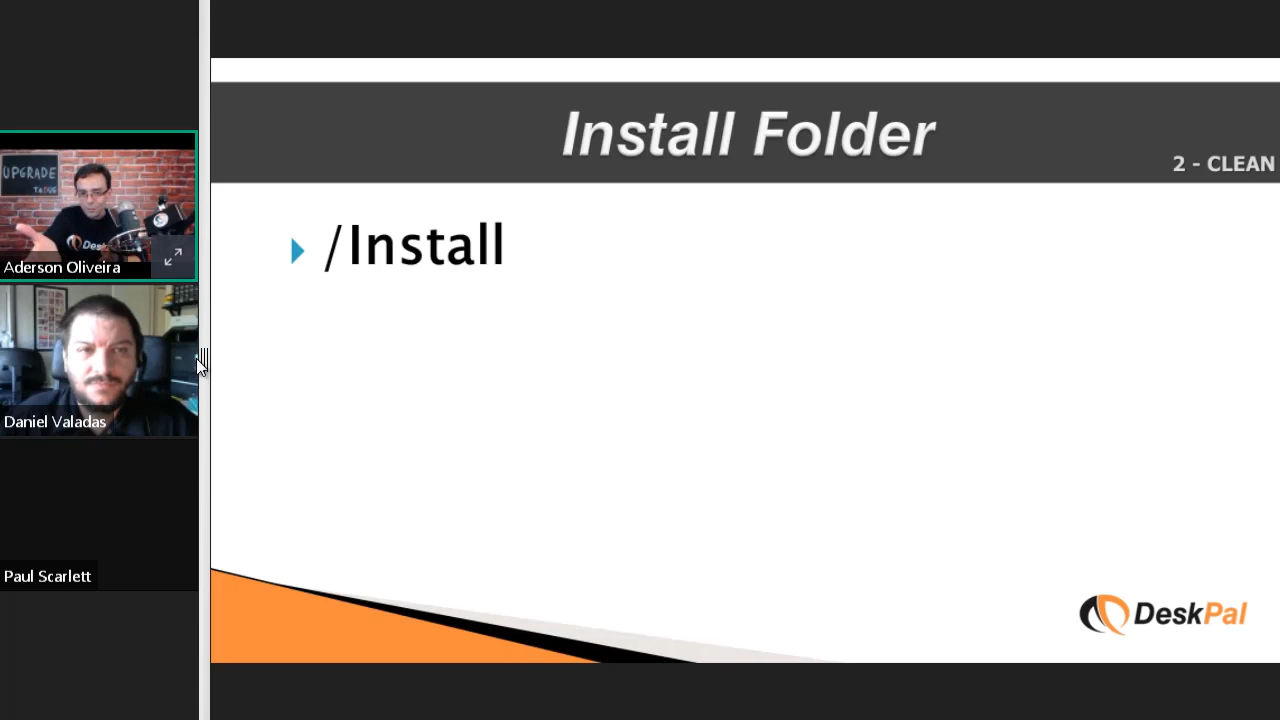 Install Folder
2 - CLEAN
/Install
UPGRADE
Aderson Oliveira
Daniel Valadas
Paul Scarlett
DeskPal